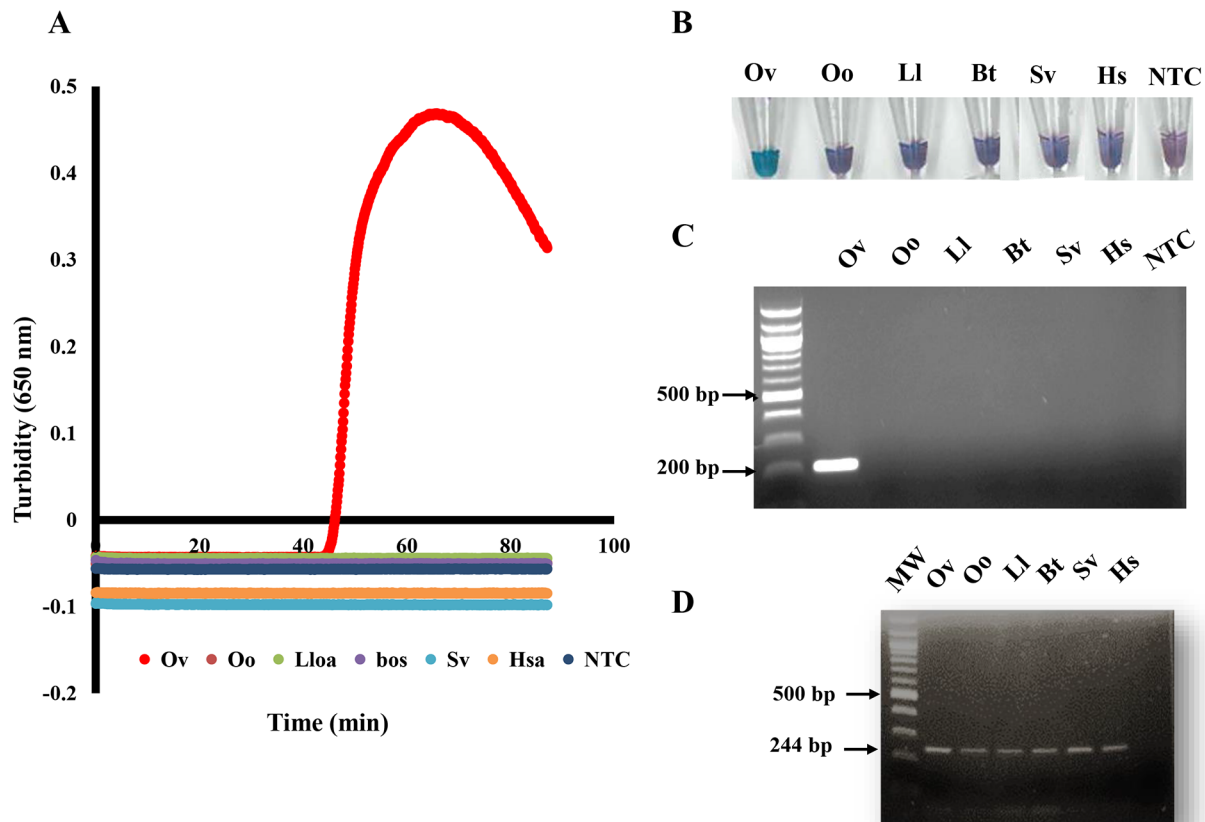 A
Turbidity (650 nm)
0.5
0.4
0.3
0.2
0.1
0
-0.1
-0.2
0 20 40 60 80 100
Ov Oo Lloa bos Sv Hsa NTC
Time (min)
B
Ov Oo Ll Bt Sv Hs NTC
C
Ov Oo Ll Bt Sv Hs NTC
500 bp
200 bp
D
MW Ov Oo Ll Bt Sv Hs
500 bp
244 bp